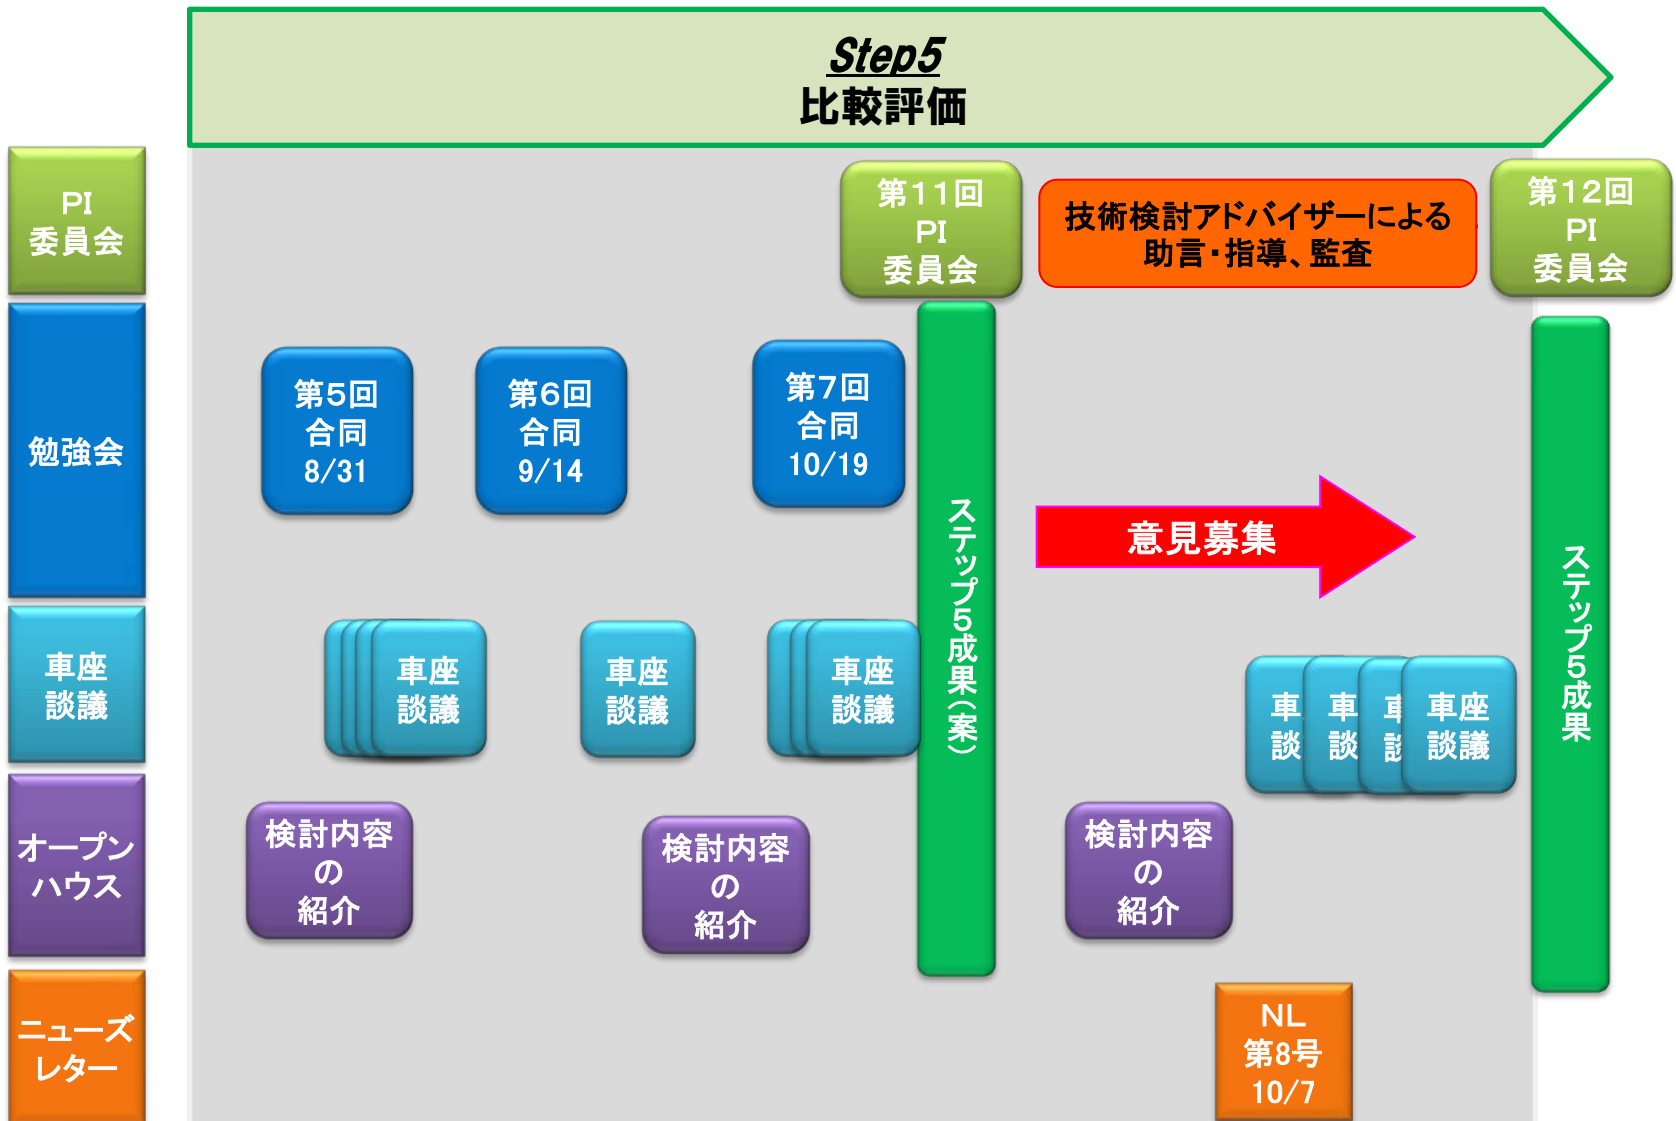 Step5
比較評価
PI
委員会
第11回
PI
委員会
技術検討アドバイザーによる
助言・指導、監査
第12回
PI
委員会
勉強会
第5回
合同
8/31
第6回
合同
9/14
第7回
合同
10/19
ステップ5成果(案)
意見募集
ステップ5成果
車座
談議
車座
談議
車座
談議
車座
談議
車
談
車
談
車
談
車座
談議
オープン
ハウス
検討内容
の
紹介
検討内容
の
紹介
検討内容
の
紹介
ニューズ
レター
NL
第8号
10/7